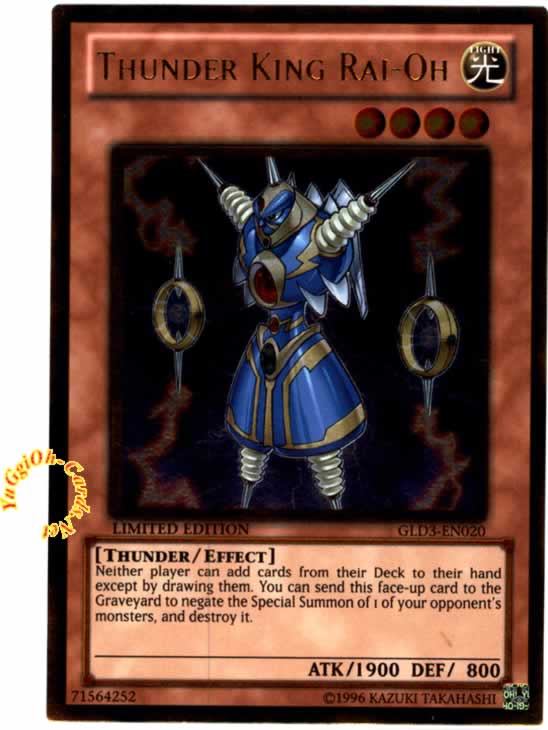 THUNDER KING RAI-OH
LIGHT
光
LIMITED EDITION
GLD3-EN020
[THUNDER/EFFECT]
Neither player can add cards from their Deck to their hand
except by drawing them. You can send this face-up card to the
Graveyard to negate the Special Summon of 1 of your opponent's
monsters, and destroy it.
ATK/1900 DEF/ 800
71564252
©1996 KAZUKI TAKAHASHI
YuGgiOh-Cards.Net